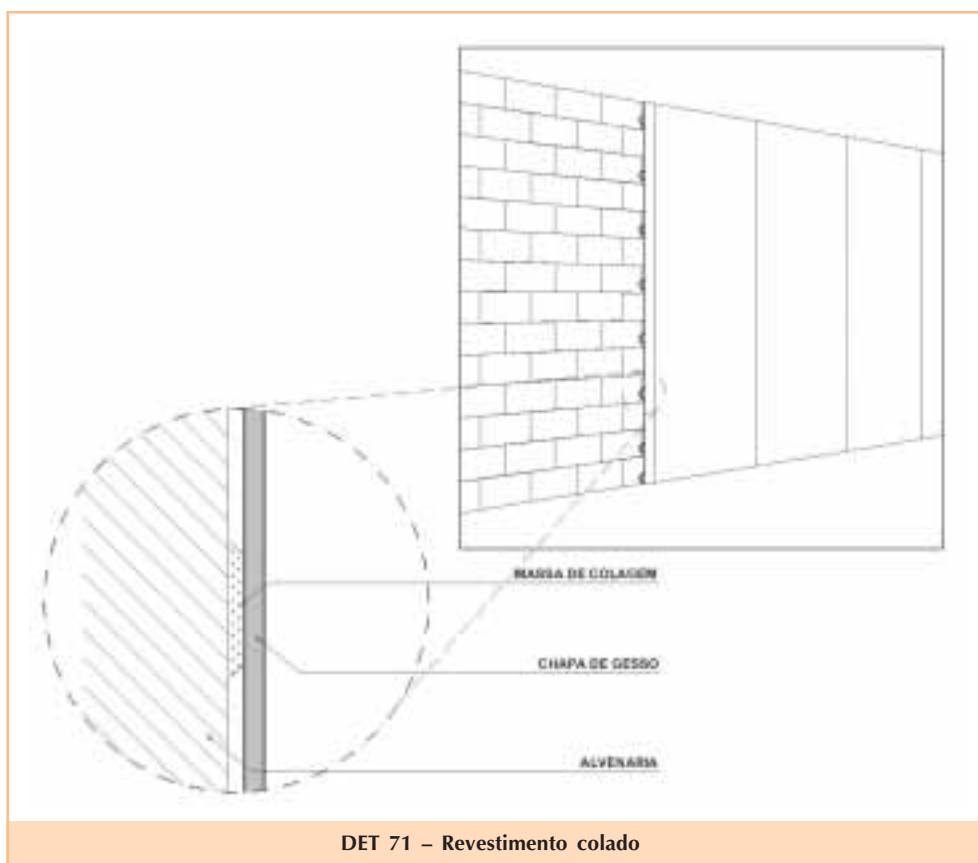 MASSA DE COLAGEM
CHAPA DE GESSO
ALVENARIA
DET 71 – Revestimento colado